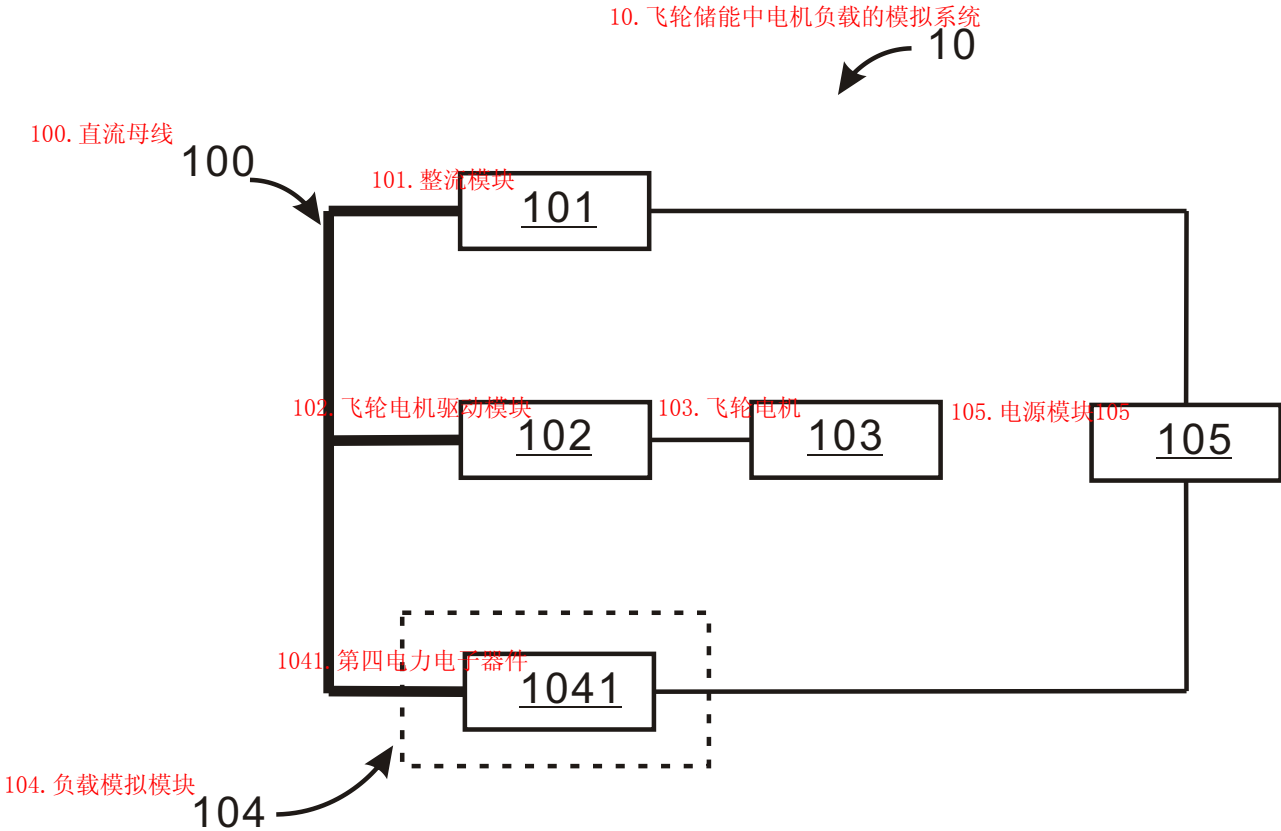 10.飞轮储能中电机负载的模拟系统
10
100.直流母线
100
101.整流模块
101
102.飞轮电机驱动模块
102
103.飞轮电机
103
105.电源模块105
105
1041.第四电力电子器件
1041
104.负载模拟模块
104